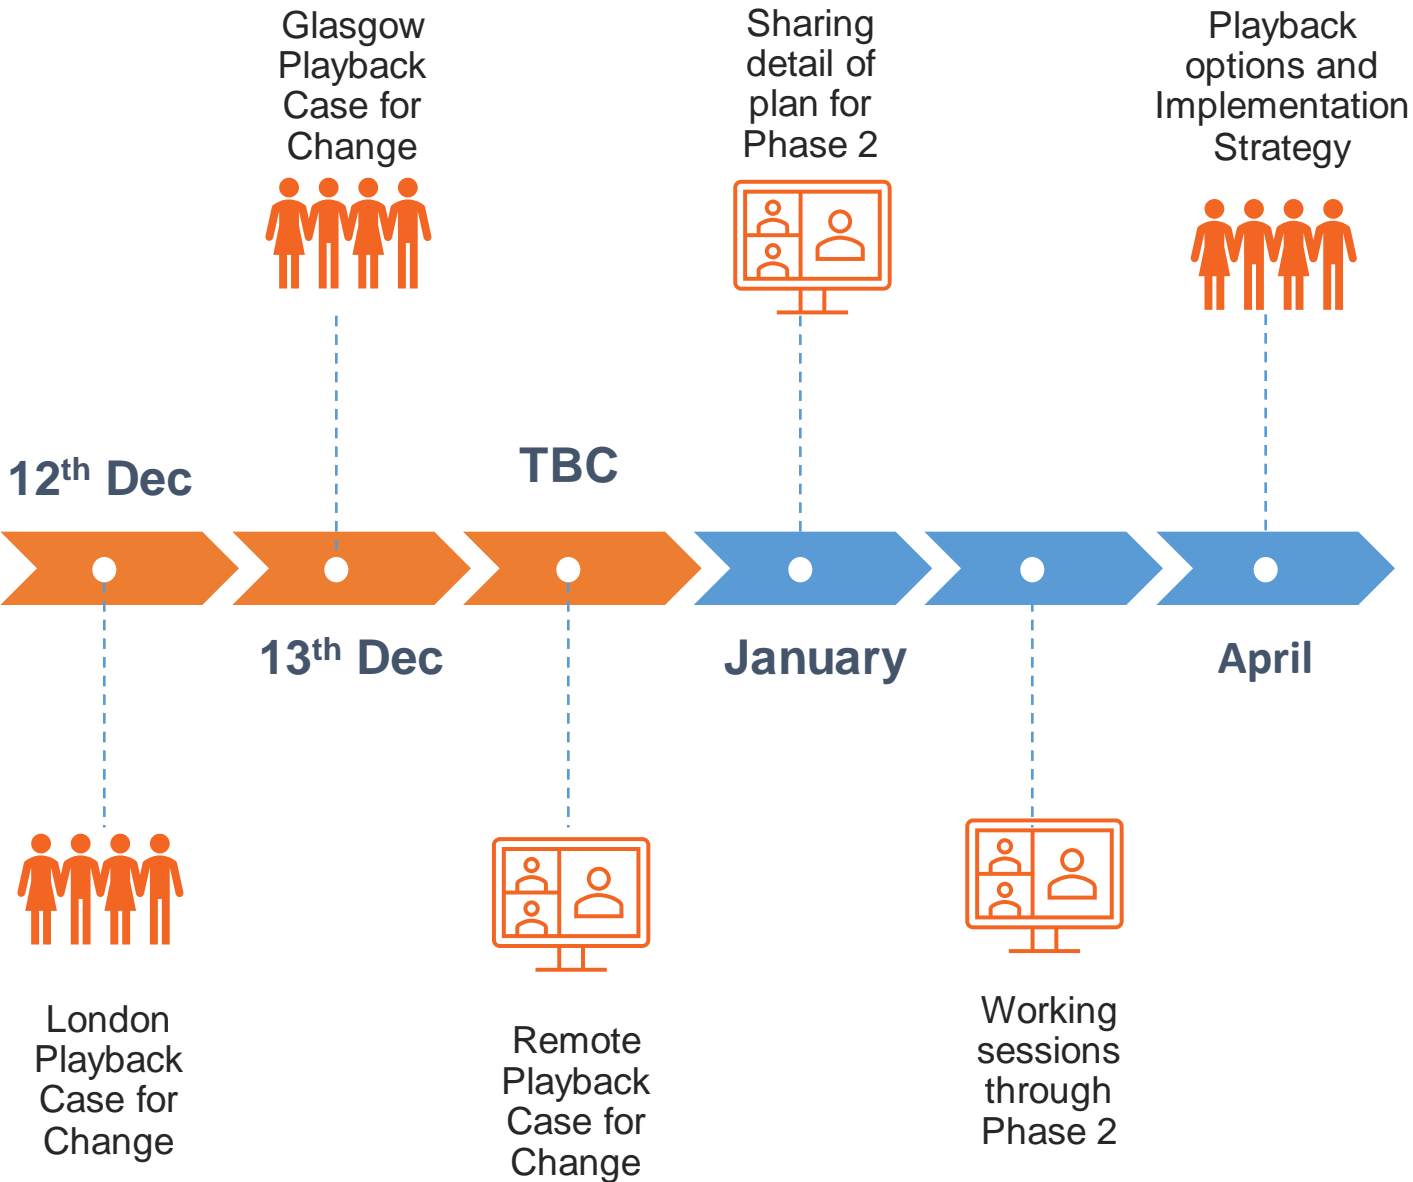 Glasgow
Playback
Case for
Change
Sharing
detail of
plan for
Phase 2
Playback
options and
Implementation
Strategy
12th Dec
TBC
13th Dec
January
April
London
Playback
Case for
Change
Remote
Playback
Case for
Change
Working
sessions
through
Phase 2